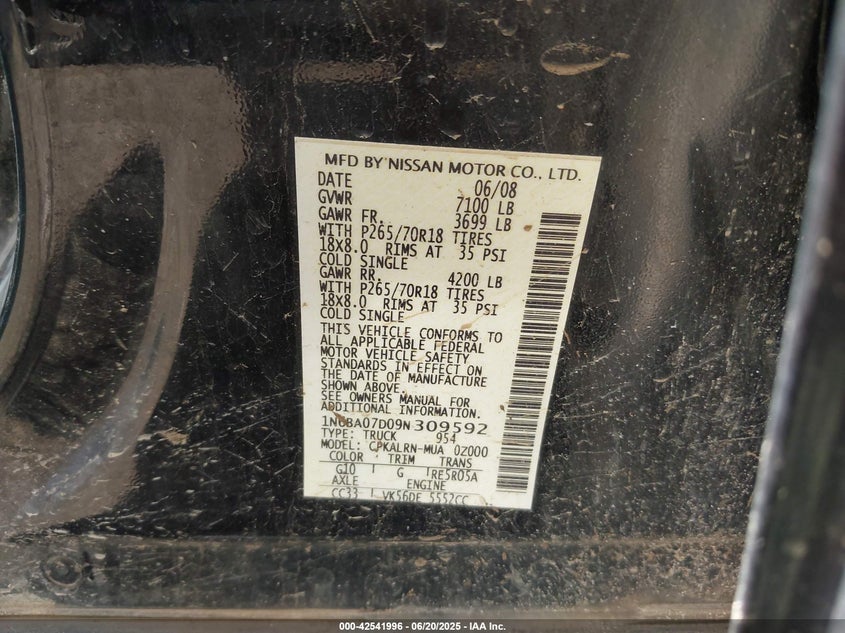 MFD BY NISSAN MOTOR CO., LTD.
DATE 06/08
GVWR 7100 LB
GAWR FR. 3699 LB
WITH P265/70R18 TIRES
18X8.0 RIMS AT 35 PSI
COLD SINGLE
GAWR RR. 4200 LB
WITH P265/70R18 TIRES
18X8.0 RIMS AT 35 PSI
COLD SINGLE
THIS VEHICLE CONFORMS TO
ALL APPLICABLE FEDERAL
MOTOR VEHICLE SAFETY
STANDARDS IN EFFECT ON
THE DATE OF MANUFACTURE
SHOWN ABOVE.
SEE OWNERS MANUAL FOR
ADDITIONAL INFORMATION
1N6BA07D09N309592
TYPE: TRUCK 954
MODEL: CPKALRN-MUA 0Z000
COLOR TRIM TRANS
G10 G RE5R05A
AXLE ENGINE
CC33 VK56DE 5552CC
000-42541996 - 06/20/2025 - IAA Inc.